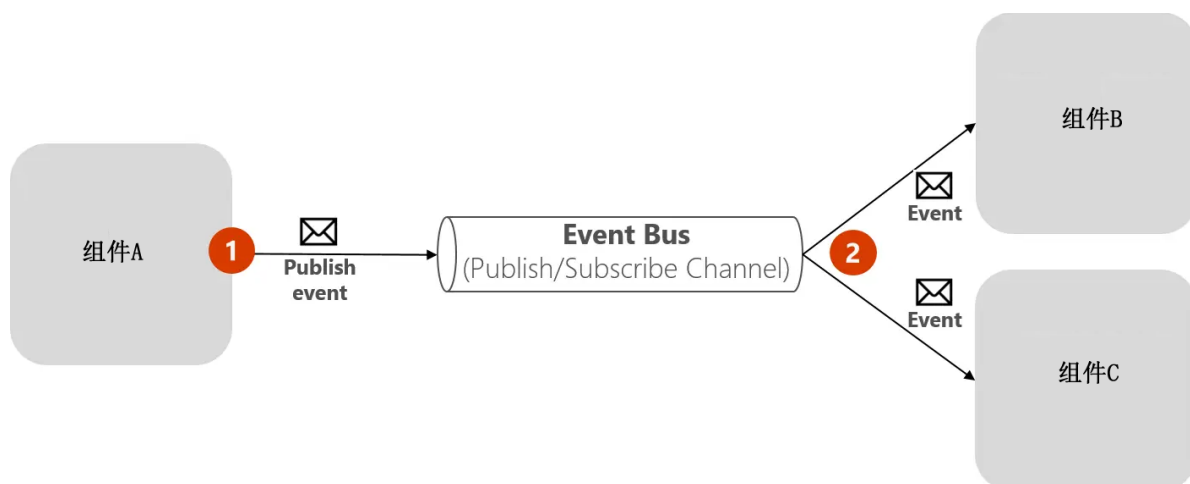 组件A
1
Publish
event
Event Bus
(Publish/Subscribe Channel)
2
Event
组件B
Event
组件C